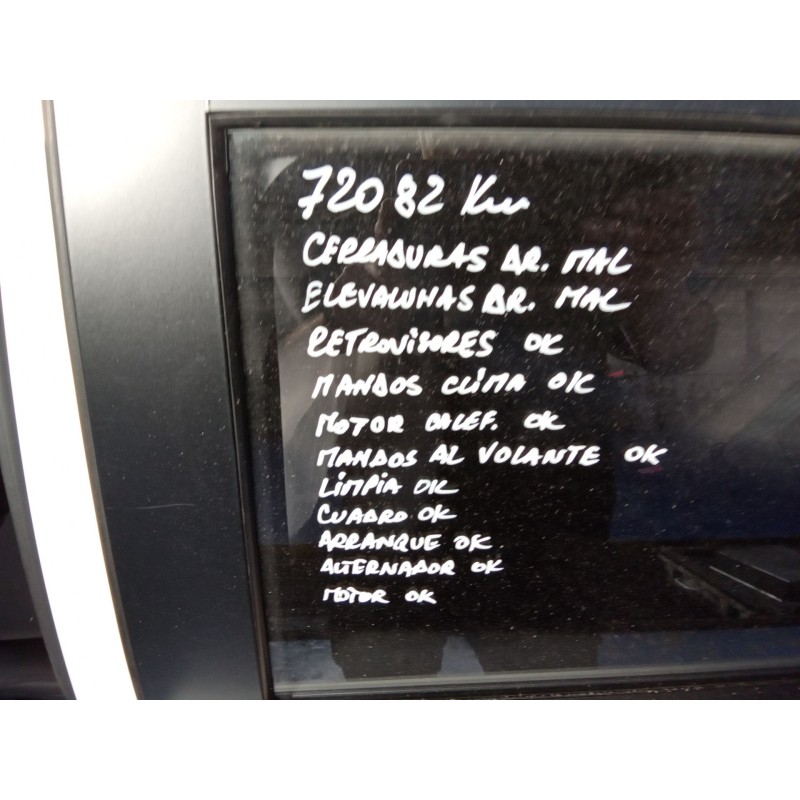 72082 Km
CERRADURAS DR. MAL
ELEVALUNAS DR. MAL
RETROVISORES OK
MANDOS CLIMA OK
MOTOR CALEF. OK
MANDOS AL VOLANTE OK
LIMPIA OK
CUADRO OK
ARRANQUE OK
ALTERNADOR OK
MOTOR OK